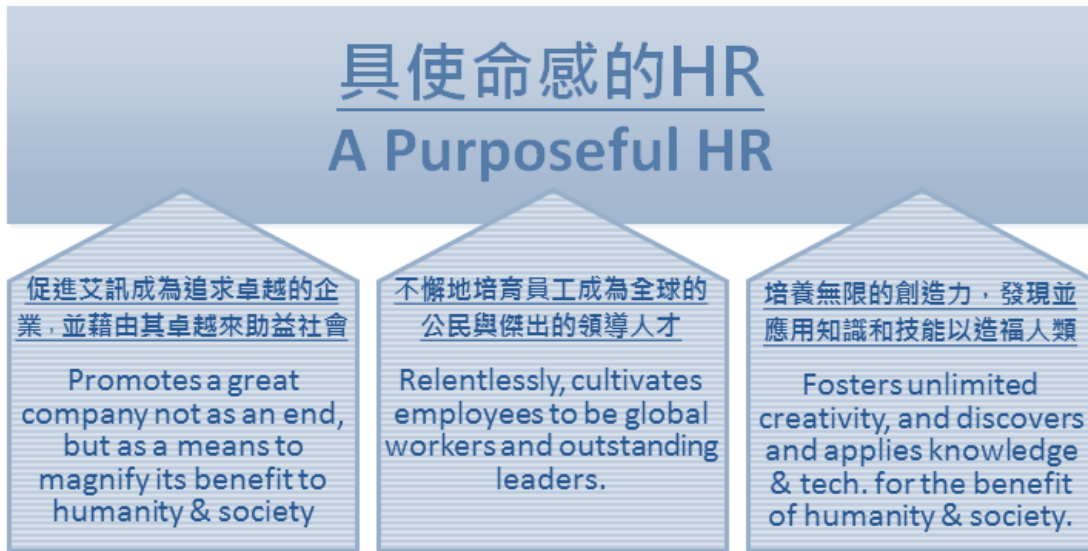 具使命感的HR
A Purposeful HR
促進艾訊成為追求卓越的企
業，並藉由其卓越來助益社會
Promotes a great
company not as an end,
but as a means to
magnify its benefit to
humanity & society
不懈地培育員工成為全球的
公民與傑出的領導人才
Relentlessly, cultivates
employees to be global
workers and outstanding
leaders.
培養無限的創造力，發現並
應用知識和技能以造福人類
Fosters unlimited
creativity, and discovers
and applies knowledge
& tech. for the benefit
of humanity & society.